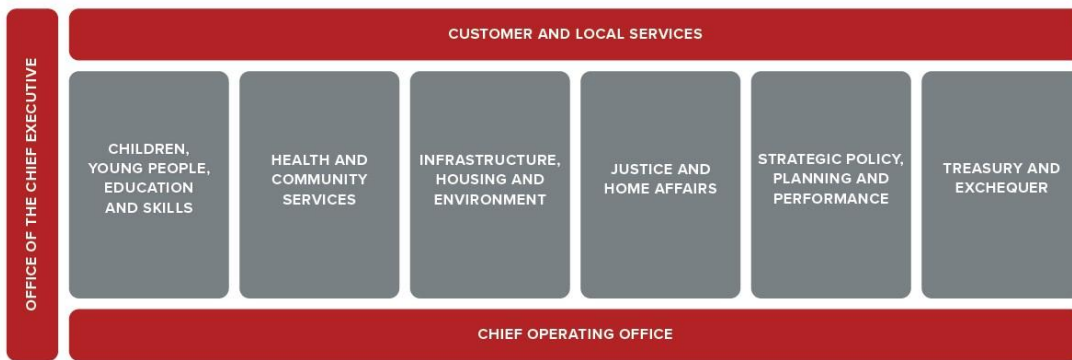 OFFICE OF THE CHIEF EXECUTIVE
CUSTOMER AND LOCAL SERVICES
CHILDREN,
YOUNG PEOPLE,
EDUCATION
AND SKILLS
HEALTH AND
COMMUNITY
SERVICES
INFRASTRUCTURE,
HOUSING AND
ENVIRONMENT
JUSTICE AND
HOME AFFAIRS
STRATEGIC POLICY,
PLANNING AND
PERFORMANCE
TREASURY AND
EXCHEQUER
CHIEF OPERATING OFFICE